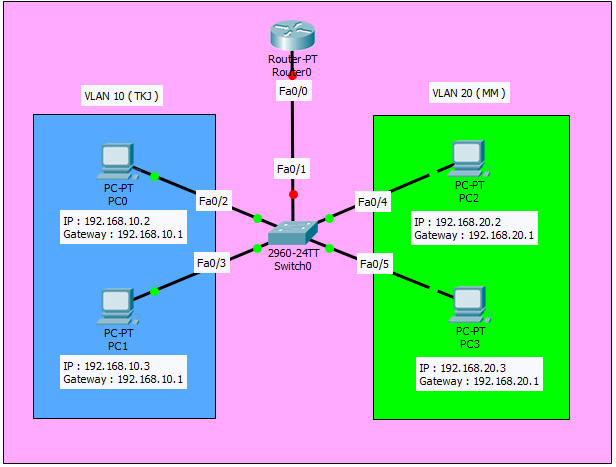 Router-PT
Router0
Fa0/0
VLAN 10 ( TKJ )
VLAN 20 ( MM )
Fa0/1
PC-PT
PC0
Fa0/2
IP : 192.168.10.2
Gateway : 192.168.10.1
Fa0/4
PC-PT
PC2
IP : 192.168.20.2
Gateway : 192.168.20.1
2960-24TT
Switch0
Fa0/3
Fa0/5
PC-PT
PC1
IP : 192.168.10.3
Gateway : 192.168.10.1
PC-PT
PC3
IP : 192.168.20.3
Gateway : 192.168.20.1